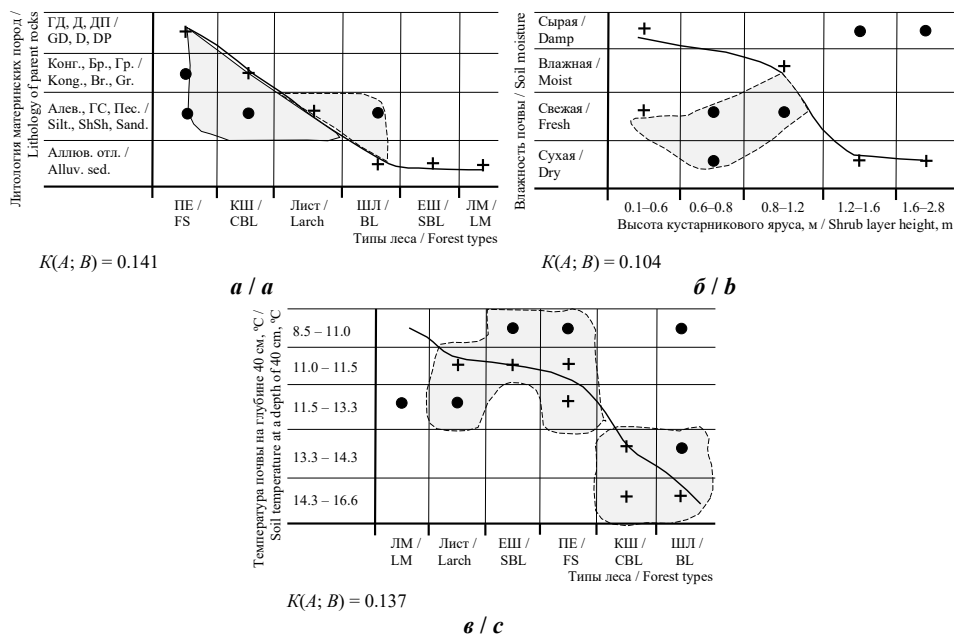 Литология материнских пород /
Lithology of parent rocks
ГД, Д, ДП /
GD, D, DP
Конг., Бр., Гр. /
Kong., Br., Gr.
Алев., ГС, Пес. /
Silt., ShSh, Sand.
Аллюв. отл. /
Alluv. sed.
ПЕ /
FS
КШ /
CBL
Лист /
Larch
ШЛ /
BL
ЕШ /
SBL
ЛМ /
LM
Типы леса / Forest types
K(A; B) = 0.141
а / a
Влажность почвы / Soil moisture
Сырая /
Damp
Влажная /
Moist
Свежая /
Fresh
Сухая /
Dry
0.1–0.6
0.6–0.8
0.8–1.2
1.2–1.6
1.6–2.8
Высота кустарникового яруса, м / Shrub layer height, m
K(A; B) = 0.104
б / b
Температура почвы на глубине 40 см, ºC /
Soil temperature at a depth of 40 cm, ºC
8.5 – 11.0
11.0 – 11.5
11.5 – 13.3
13.3 – 14.3
14.3 – 16.6
ЛМ /
LM
Лист /
Larch
ЕШ /
SBL
ПЕ /
FS
КШ /
CBL
ШЛ /
BL
Типы леса / Forest types
K(A; B) = 0.137
в / c